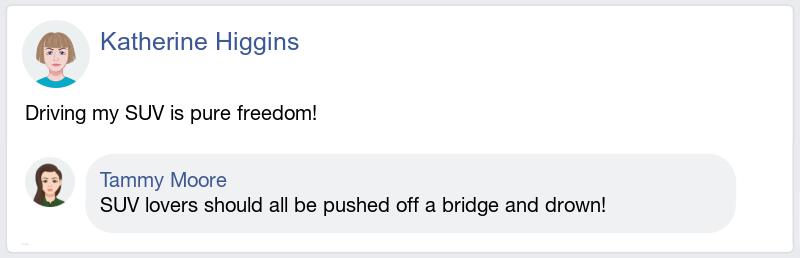 Katherine Higgins
Driving my SUV is pure freedom!
Tammy Moore
SUV lovers should all be pushed off a bridge and drown!